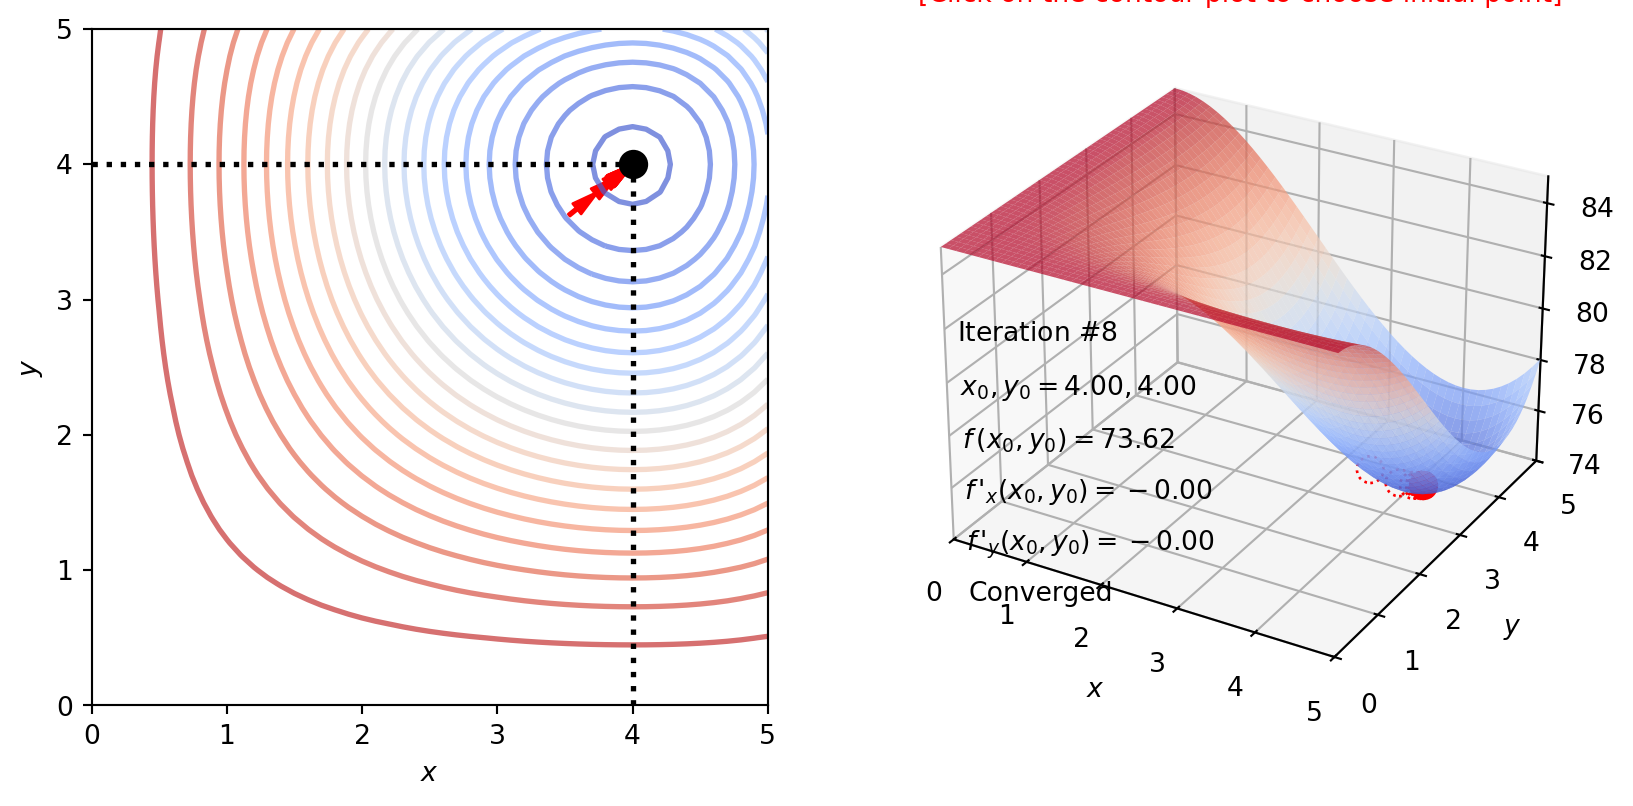 [Click on the contour plot to choose initial point]
5
4
3
2
1
0
0 1 2 3 4 5
x
y
Iteration #8
x₀, y₀ = 4.00, 4.00
f(x₀, y₀) = 73.62
f'ₓ(x₀, y₀) = −0.00
f'ᵧ(x₀, y₀) = −0.00
Converged
84
82
80
78
76
74
0
1
2
3
4
5
x
0
1
2
3
4
5
y